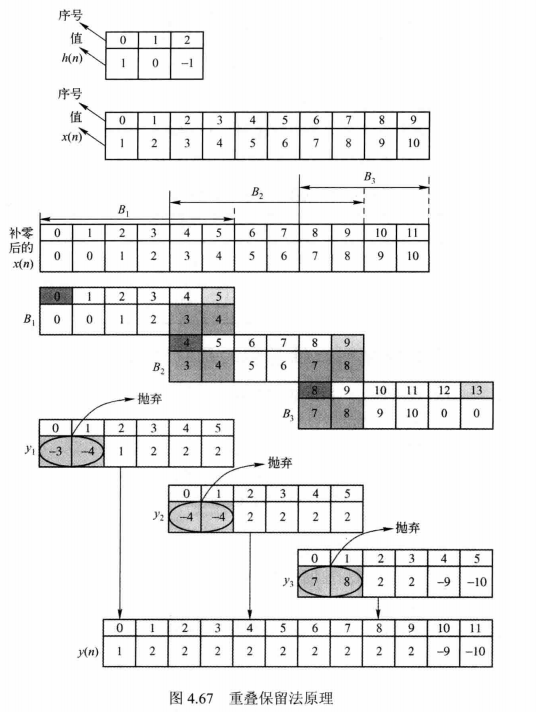 序号
值
h(n)
0 1 2
1 0 −1
序号
值
x(n)
0 1 2 3 4 5 6 7 8 9
1 2 3 4 5 6 7 8 9 10
B1 B2 B3
补零后的x(n)
0 1 2 3 4 5 6 7 8 9 10 11
0 0 1 2 3 4 5 6 7 8 9 10
0 1 2 3 4 5
B1 0 0 1 2 3 4
4 5 6 7 8 9
B2 3 4 5 6 7 8
8 9 10 11 12 13
B3 7 8 9 10 0 0
抛弃
0 1 2 3 4 5
y1 −3 −4 1 2 2 2
抛弃
0 1 2 3 4 5
y2 −4 −4 2 2 2 2
抛弃
0 1 2 3 4 5
y3 7 8 2 2 −9 −10
0 1 2 3 4 5 6 7 8 9 10 11
y(n) 1 2 2 2 2 2 2 2 2 2 −9 −10
图 4.67 重叠保留法原理